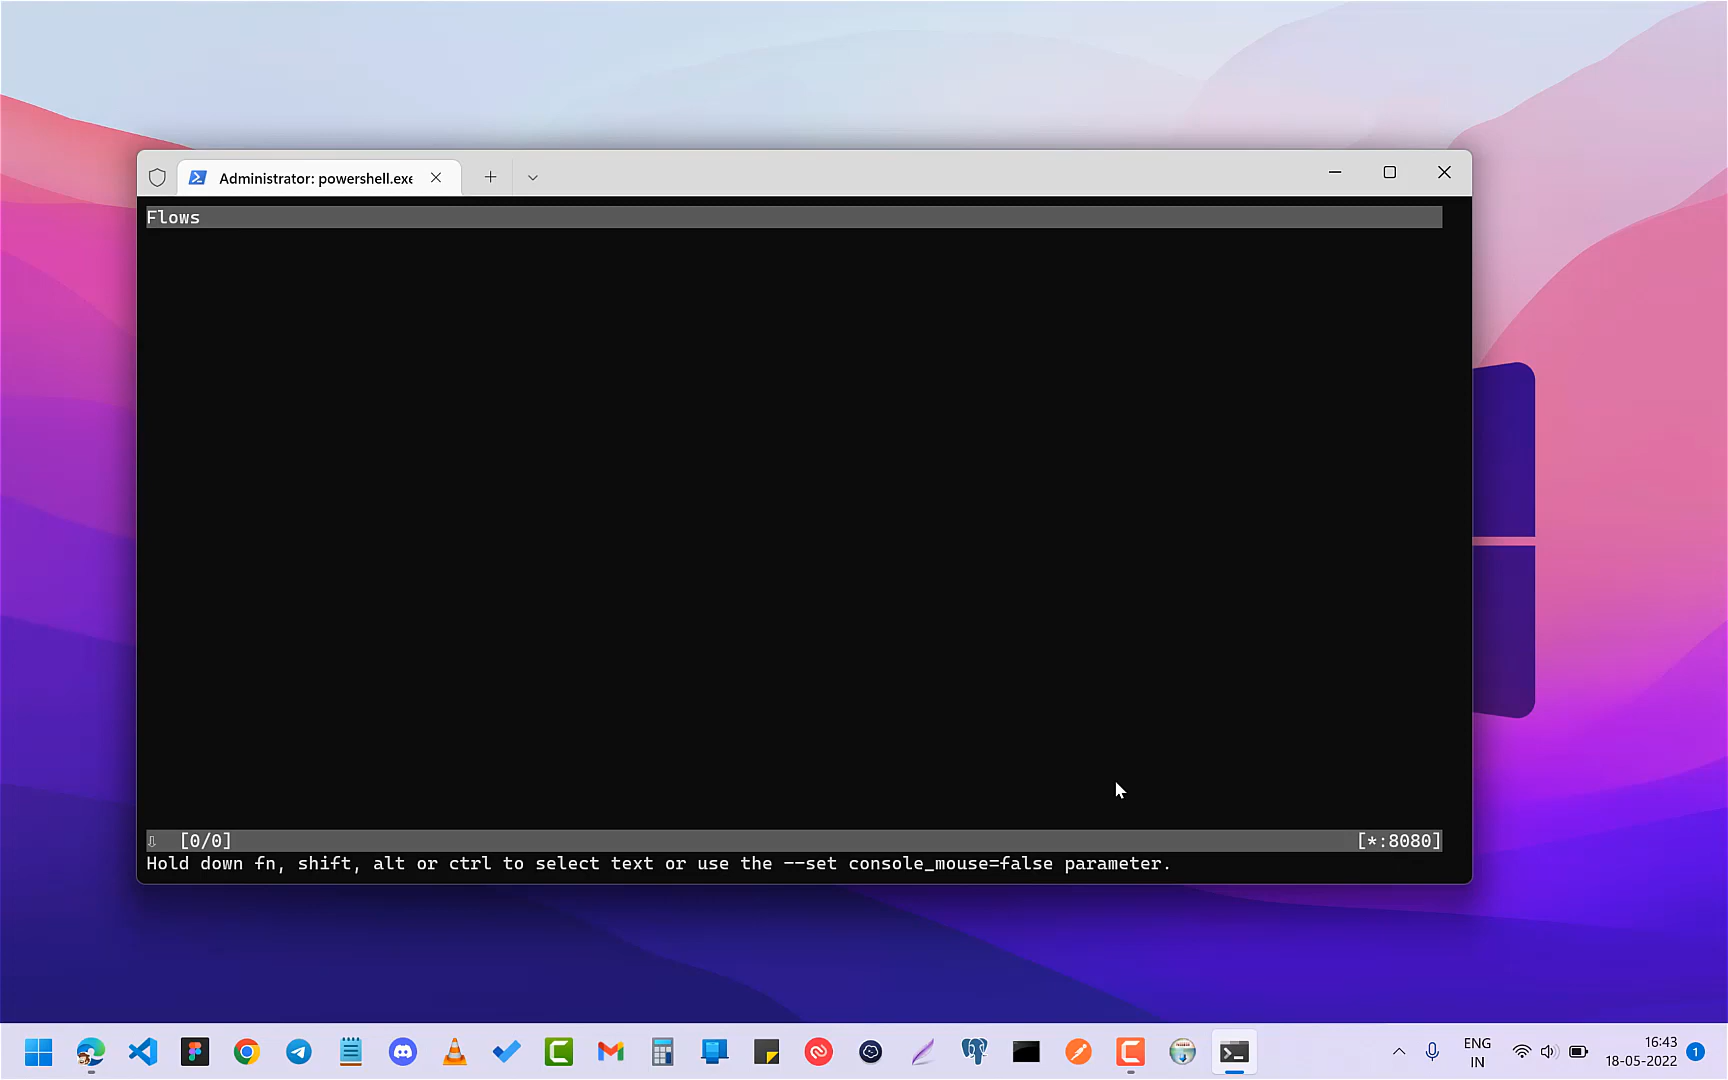 Administrator: powershell.exe
Flows
[0/0] [*:8080]
Hold down fn, shift, alt or ctrl to select text or use the --set console_mouse=false parameter.
ENG
IN
16:43
18-05-2022
1